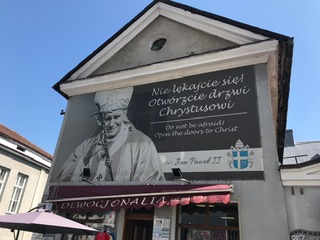 Nie lękajcie się!
Otwórzcie drzwi
Chrystusowi
Do not be afraid!
Open the doors to Christ
Jan Paweł II
DEWOCJONALIA